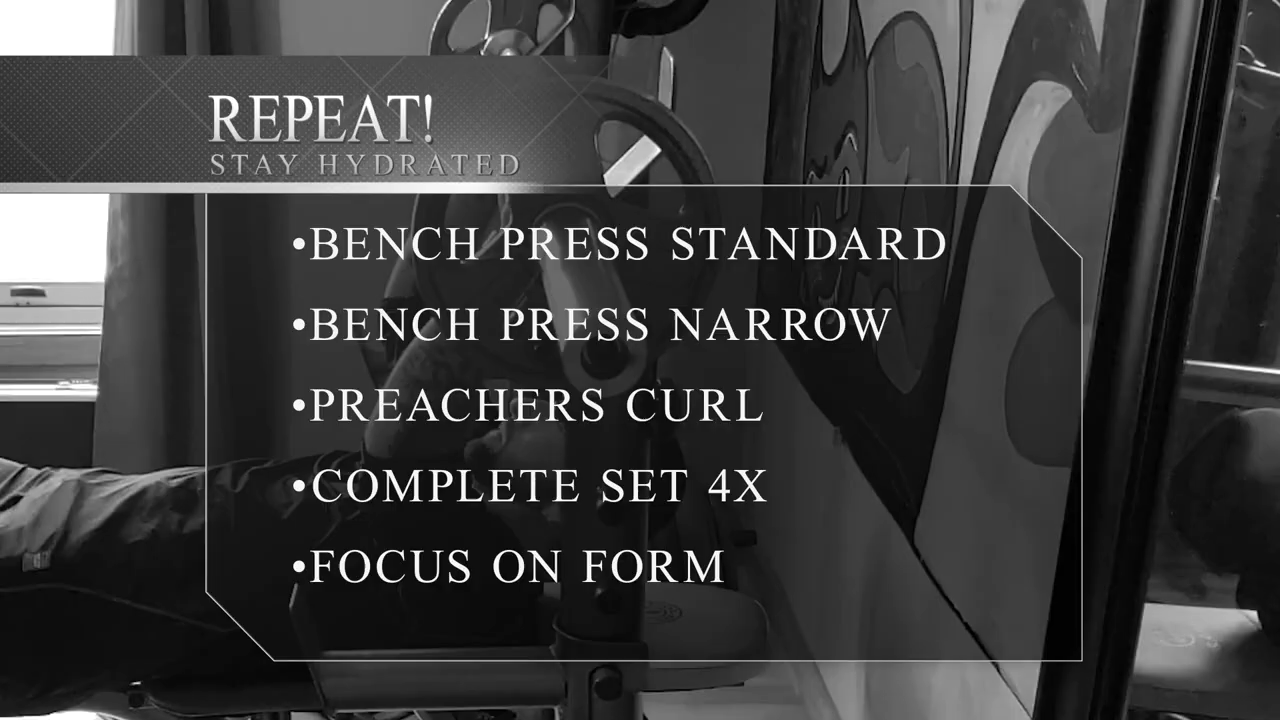 REPEAT!
STAY HYDRATED
•BENCH PRESS STANDARD
•BENCH PRESS NARROW
•PREACHERS CURL
•COMPLETE SET 4X
•FOCUS ON FORM